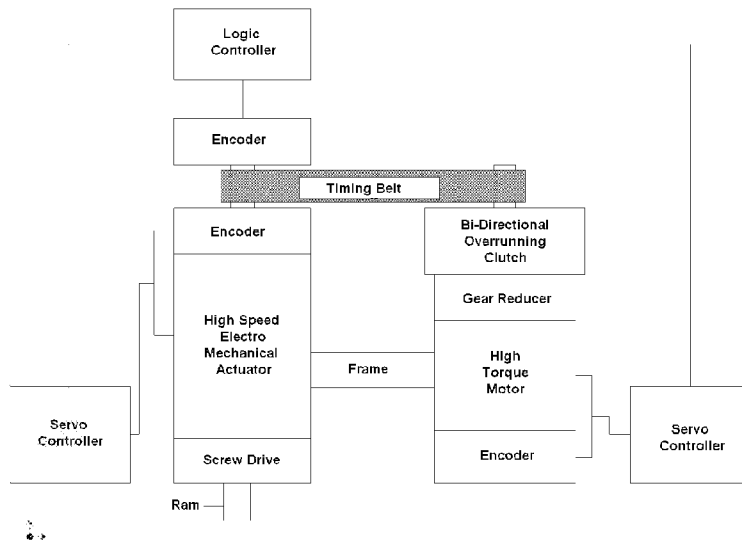 Logic
Controller
Encoder
Timing Belt
Encoder
Bi-Directional
Overrunning
Clutch
Gear Reducer
High Speed
Electro
Mechanical
Actuator
Frame
High
Torque
Motor
Servo
Controller
Servo
Controller
Screw Drive
Encoder
Ram